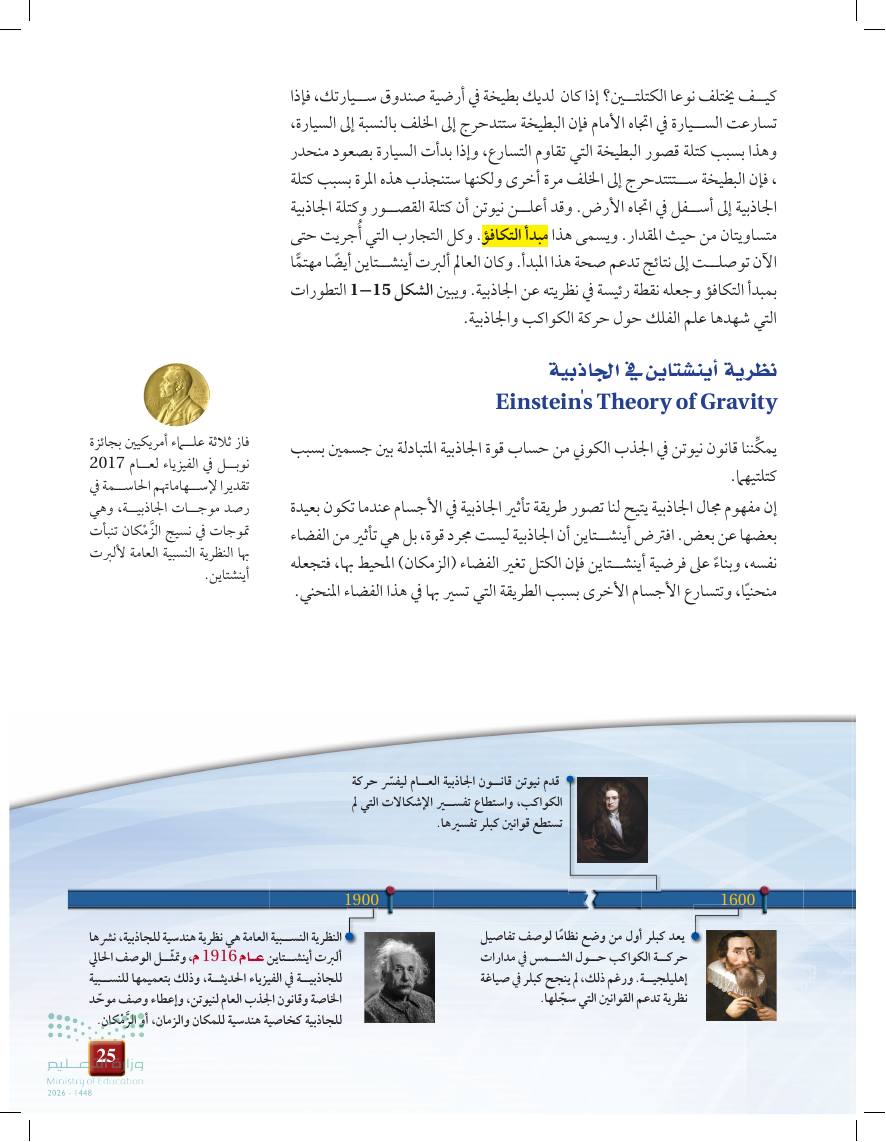 كيف يختلف نوعا الكتلتين؟ إذا كان لديك بطيخة في أرضية صندوق سيارتك، فإذا
تسارعت السيارة في اتجاه الأمام فإن البطيخة ستتدحرج إلى الخلف بالنسبة إلى السيارة،
وهذا بسبب كتلة قصور البطيخة التي تقاوم التسارع، وإذا بدأت السيارة بصعود منحدر
، فإن البطيخة ستتتدحرج إلى الخلف مرة أخرى ولكنها ستنجذب هذه المرة بسبب كتلة
الجاذبية إلى أسفل في اتجاه الأرض. وقد أعلن نيوتن أن كتلة القصور وكتلة الجاذبية
متساويتان من حيث المقدار. ويسمى هذا مبدأ التكافؤ. وكل التجارب التي أُجريت حتى
الآن توصلت إلى نتائج تدعم صحة هذا المبدأ. وكان العالم ألبرت أينشتاين أيضًا مهتمًّا
بمبدأ التكافؤ وجعله نقطة رئيسة في نظريته عن الجاذبية. ويبين الشكل 15–1 التطورات
التي شهدها علم الفلك حول حركة الكواكب والجاذبية.
نظرية أينشتاين في الجاذبية
Einstein's Theory of Gravity
يمكِّننا قانون نيوتن في الجذب الكوني من حساب قوة الجاذبية المتبادلة بين جسمين بسبب
كتلتيهما.
إن مفهوم مجال الجاذبية يتيح لنا تصور طريقة تأثير الجاذبية في الأجسام عندما تكون بعيدة
بعضها عن بعض. افترض أينشتاين أن الجاذبية ليست مجرد قوة، بل هي تأثير من الفضاء
نفسه، وبناءً على فرضية أينشتاين فإن الكتل تغير الفضاء (الزمكان) المحيط بها، فتجعله
منحنيًا، وتتسارع الأجسام الأخرى بسبب الطريقة التي تسير بها في هذا الفضاء المنحني.
فاز ثلاثة علماء أمريكيين بجائزة
نوبل في الفيزياء لعام 2017
تقديرا لإسهاماتهم الحاسمة في
رصد موجات الجاذبية، وهي
تموجات في نسيج الزَّمْكان تنبأت
بها النظرية النسبية العامة لألبرت
أينشتاين.
قدم نيوتن قانون الجاذبية العام ليفسّر حركة
الكواكب، واستطاع تفسير الإشكالات التي لم
تستطع قوانين كبلر تفسيرها.
1600
1900
يعد كبلر أول من وضع نظامًا لوصف تفاصيل
حركة الكواكب حول الشمس في مدارات
إهليلجية. ورغم ذلك، لم ينجح كبلر في صياغة
نظرية تدعم القوانين التي سجّلها.
النظرية النسبية العامة هي نظرية هندسية للجاذبية، نشرها
ألبرت أينشتاين عام 1916 م، وتمثّل الوصف الحالي
للجاذبية في الفيزياء الحديثة، وذلك بتعميمها للنسبية
الخاصة وقانون الجذب العام لنيوتن، وإعطاء وصف موحّد
للجاذبية كخاصية هندسية للمكان والزمان، أو الزَّمْكان.
25
وزارة التعليم
Ministry of Education
2026 - 1448